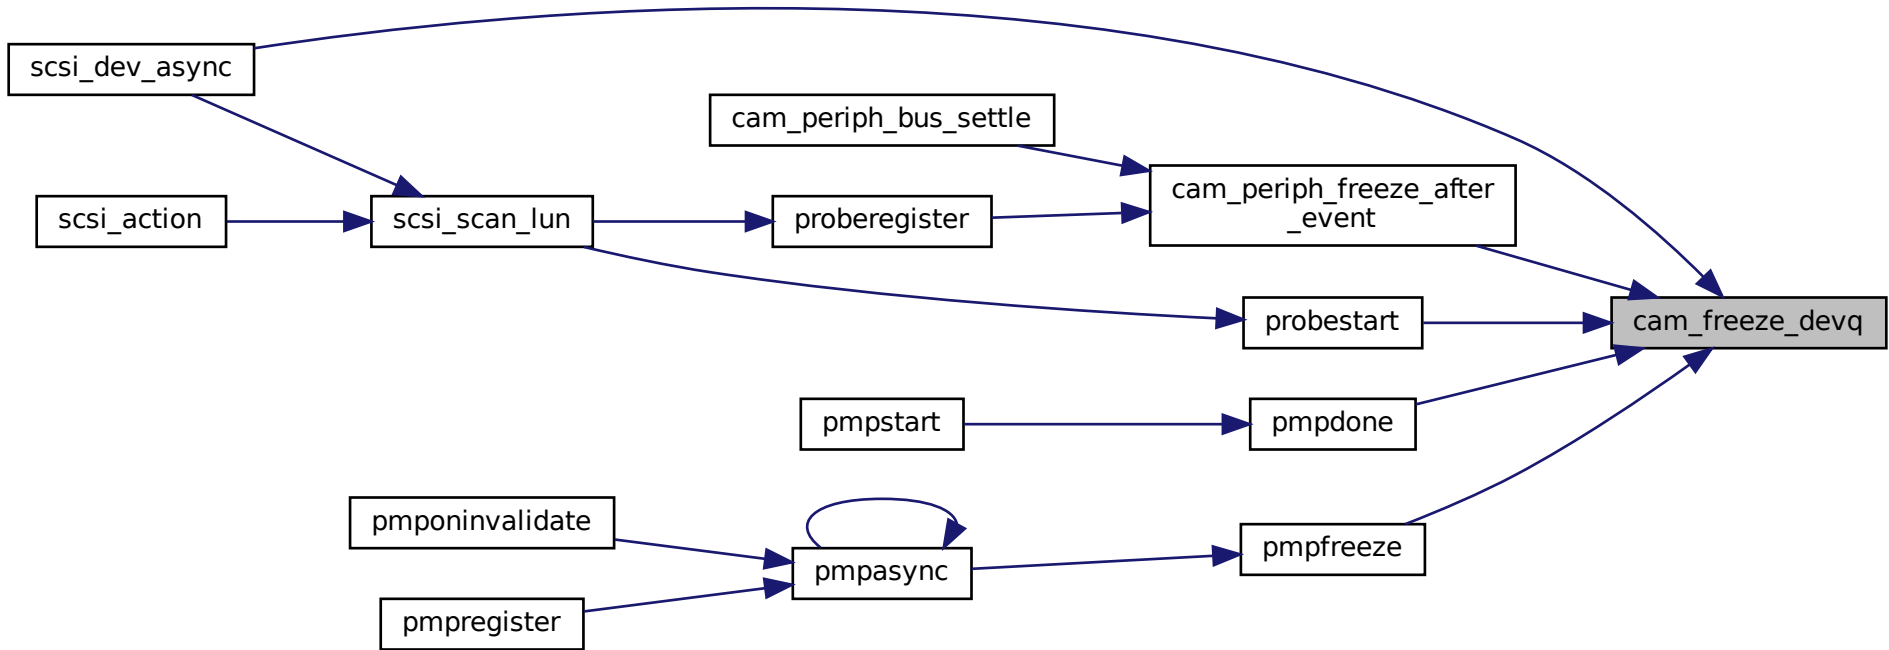 scsi_dev_async
cam_periph_bus_settle
cam_periph_freeze_after
_event
scsi_action
scsi_scan_lun
proberegister
probestart
cam_freeze_devq
pmpstart
pmpdone
pmponinvalidate
pmpasync
pmpfreeze
pmpregister